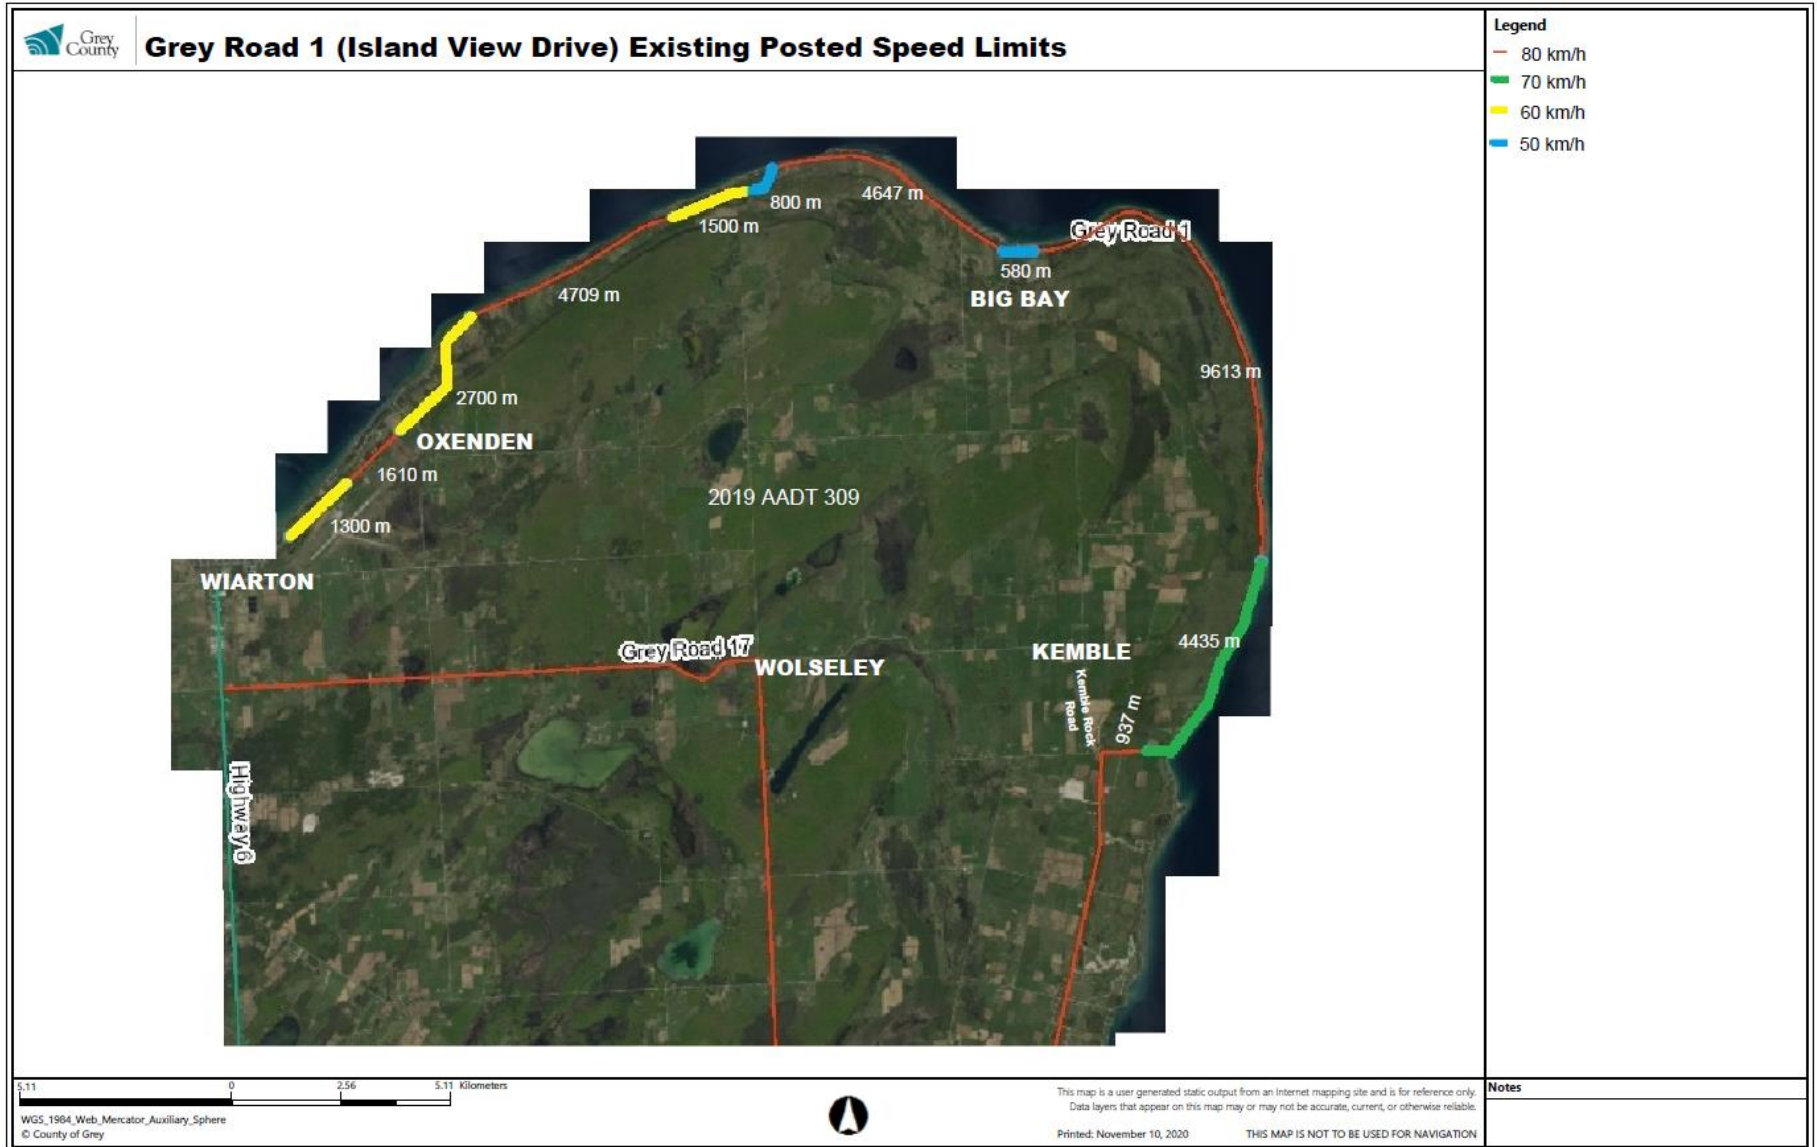 Grey
County
Grey Road 1 (Island View Drive) Existing Posted Speed Limits
Legend
80 km/h
70 km/h
60 km/h
50 km/h
800 m
4647 m
1500 m
Grey Road 1
580 m
BIG BAY
4709 m
9613 m
2700 m
OXENDEN
1610 m
2019 AADT 309
1300 m
WIARTON
Grey Road 17
WOLSELEY
KEMBLE
4435 m
Kemble Rock
Road
937 m
Highway 6
5.11 0 2.56 5.11 Kilometers
WGS_1984_Web_Mercator_Auxiliary_Sphere
© County of Grey
This map is a user generated static output from an Internet mapping site and is for reference only.
Data layers that appear on this map may or may not be accurate, current, or otherwise reliable.
Printed: November 10, 2020 THIS MAP IS NOT TO BE USED FOR NAVIGATION
Notes